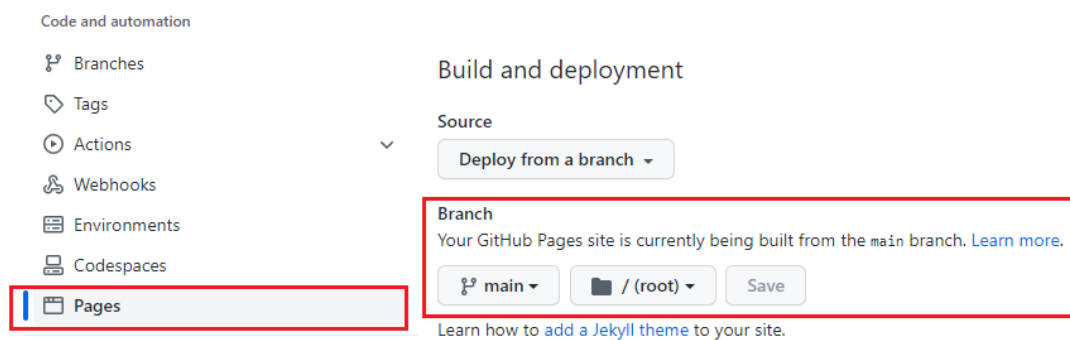 Code and automation
Branches
Tags
Actions
Webhooks
Environments
Codespaces
Pages
Build and deployment
Source
Deploy from a branch
Branch
Your GitHub Pages site is currently being built from the main branch. Learn more.
main
/ (root)
Save
Learn how to add a Jekyll theme to your site.